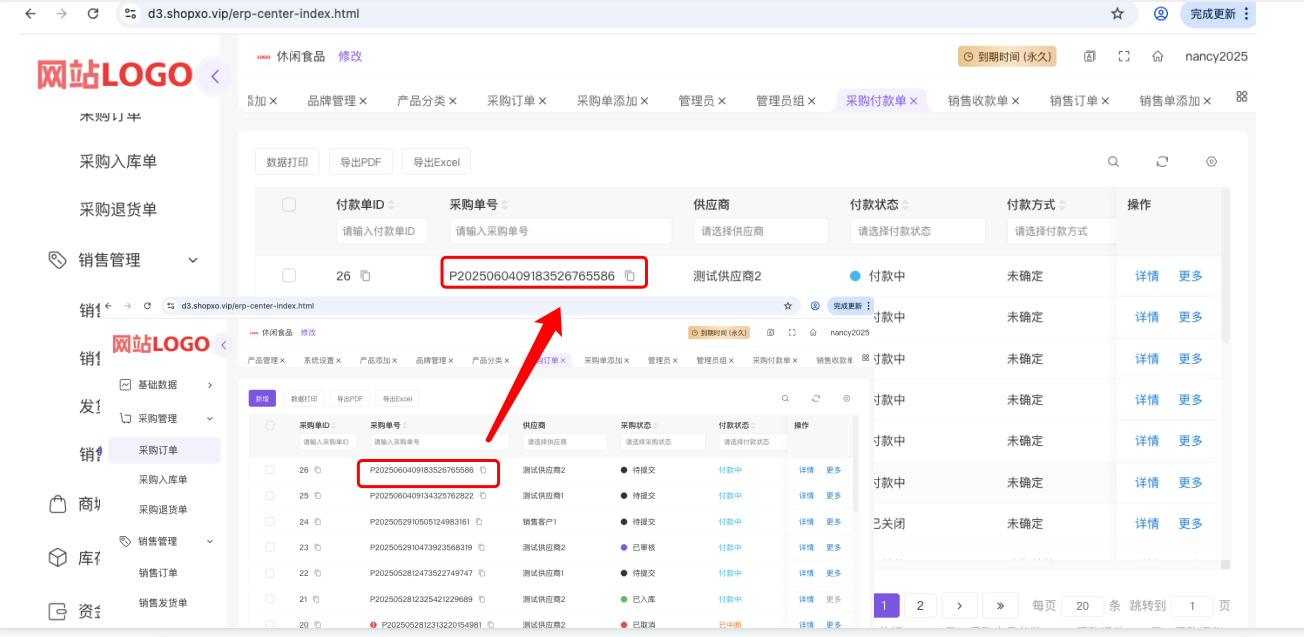 d3.shopxo.vip/erp-center-index.html 完成更新
网站LOGO
LOGO 休闲食品 修改 到期时间 (永久) nancy2025
添加 品牌管理 产品分类 采购订单 采购单添加 管理员 管理员组 采购付款单 销售收款单 销售订单 销售单添加
采购订单
采购入库单
采购退货单
销售管理
数据打印 导出PDF 导出Excel
付款单ID 采购单号 供应商 付款状态 付款方式 操作
请输入付款单ID 请输入采购单号 请选择供应商 请选择付款状态 请选择付款方式
26 P2025060409183526765586 测试供应商2 付款中 未确定 详情 更多
付款中 未确定 详情 更多
付款中 未确定 详情 更多
付款中 未确定 详情 更多
付款中 未确定 详情 更多
付款中 未确定 详情 更多
已关闭 未确定 详情 更多
1 2 每页 20 条 跳转到 1 页
销售
销售
发货
销售
商城
库存
资金
d3.shopxo.vip/erp-center-index.html 完成更新
网站LOGO
休闲食品 修改 到期时间 (永久) nancy2025
产品管理 系统设置 产品添加 品牌管理 产品分类 采购订单 采购单添加 管理员 管理员组 采购付款单 销售收款单
基础数据
采购管理
采购订单
采购入库单
采购退货单
销售管理
销售订单
销售发货单
新增 数据打印 导出PDF 导出Excel
采购单ID 采购单号 供应商 采购状态 付款状态 操作
请输入采购单ID 请输入采购单号 请选择供应商 请选择采购状态 请选择付款状态
26 P2025060409183526765586 测试供应商2 待提交 付款中 详情 更多
25 P2025060409134325762822 测试供应商1 待提交 付款中 详情 更多
24 P2025052910505124983161 销售客户1 待提交 付款中 详情 更多
23 P2025052910473923568319 测试供应商2 已审核 付款中 详情 更多
22 P2025052812473522749747 测试供应商1 待提交 付款中 详情 更多
21 P2025052812325421229689 测试供应商2 已入库 付款中 详情 更多
20 P2025052812313220154981 测试供应商2 已取消 已中断 详情 更多